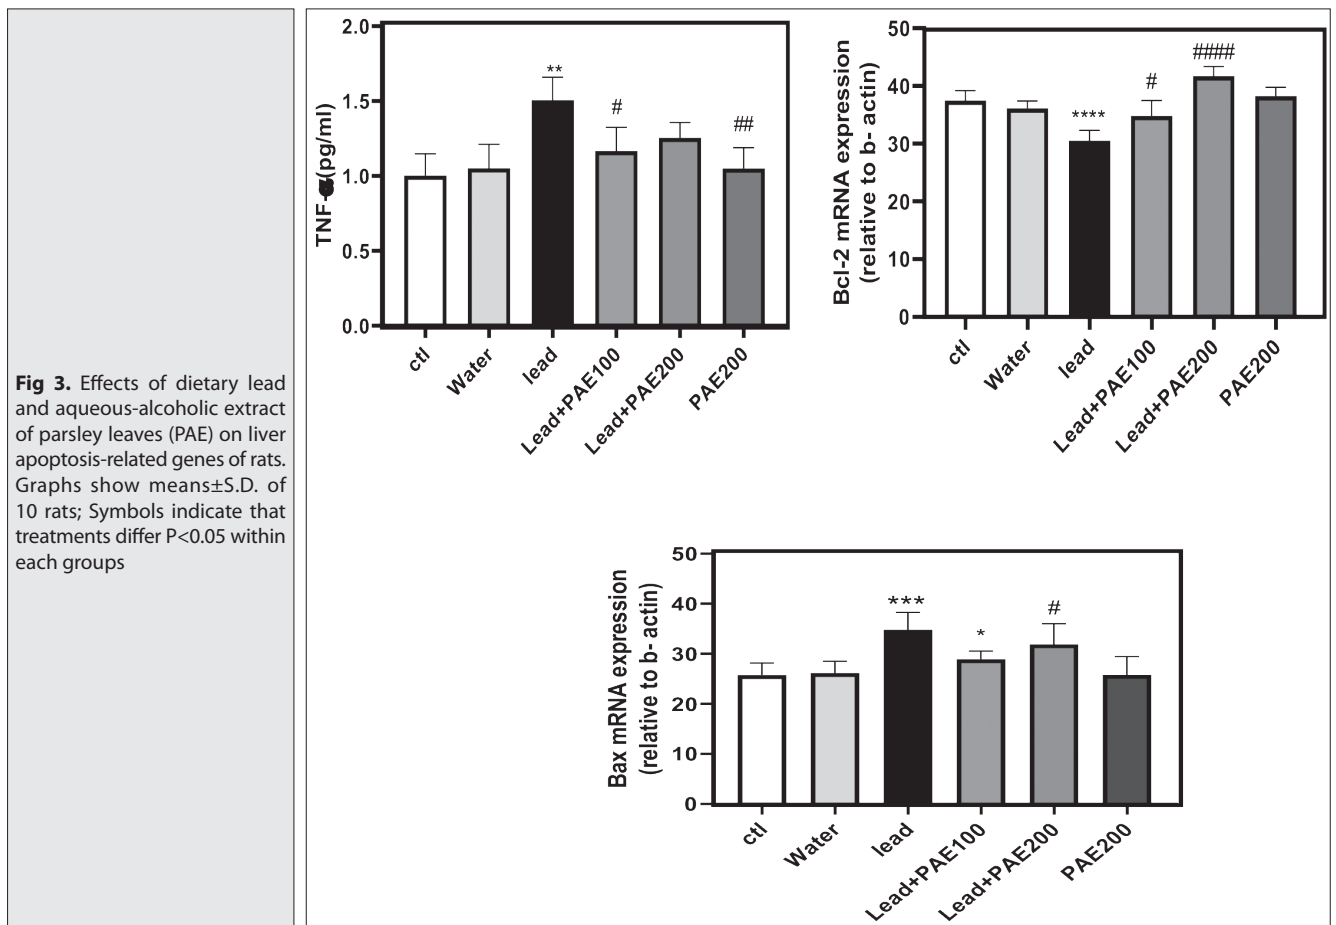 Fig 3. Effects of dietary lead
and aqueous-alcoholic extract
of parsley leaves (PAE) on liver
apoptosis-related genes of rats.
Graphs show means±S.D. of
10 rats; Symbols indicate that
treatments differ P<0.05 within
each groups
TNF-α(pg/ml)
2.0
1.5
1.0
0.5
0.0
**
#
##
ctl
Water
lead
Lead+PAE100
Lead+PAE200
PAE200
Bcl-2 mRNA expression
(relative to b- actin)
50
40
30
20
10
0
****
#
####
ctl
Water
lead
Lead+PAE100
Lead+PAE200
PAE200
Bax mRNA expression
(relative to b- actin)
50
40
30
20
10
0
***
*
#
ctl
Water
lead
Lead+PAE100
Lead+PAE200
PAE200